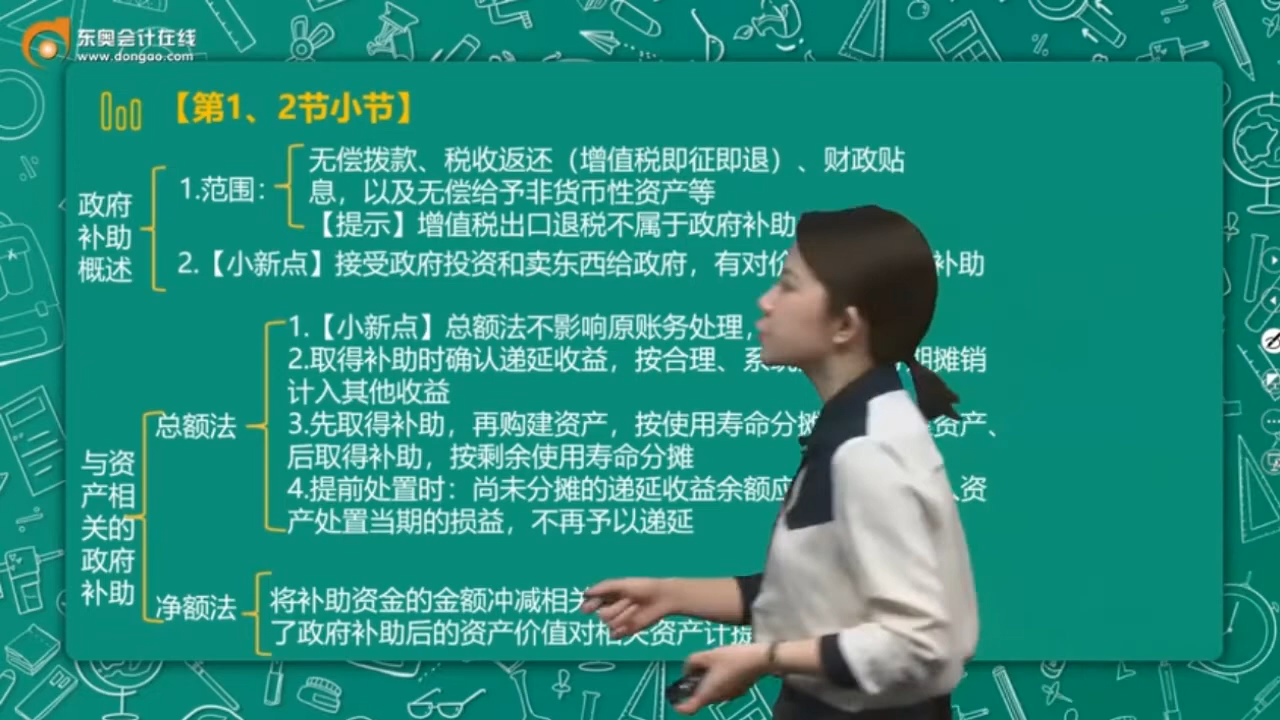 东奥会计在线
www.dongao.com
【第1、2节小节】
政府
补助
概述
1.范围：
无偿拨款、税收返还（增值税即征即退）、财政贴
息，以及无偿给予非货币性资产等
【提示】增值税出口退税不属于政府补助
2.【小新点】接受政府投资和卖东西给政府，有对价 补助
与资
产相
关的
政府
补助
总额法
1.【小新点】总额法不影响原账务处理，
2.取得补助时确认递延收益，按合理、系统 期摊销
计入其他收益
3.先取得补助，再购建资产，按使用寿命分摊 资产、
后取得补助，按剩余使用寿命分摊
4.提前处置时：尚未分摊的递延收益余额应 资
产处置当期的损益，不再予以递延
净额法
将补助资金的金额冲减相关
了政府补助后的资产价值对相关资产计提